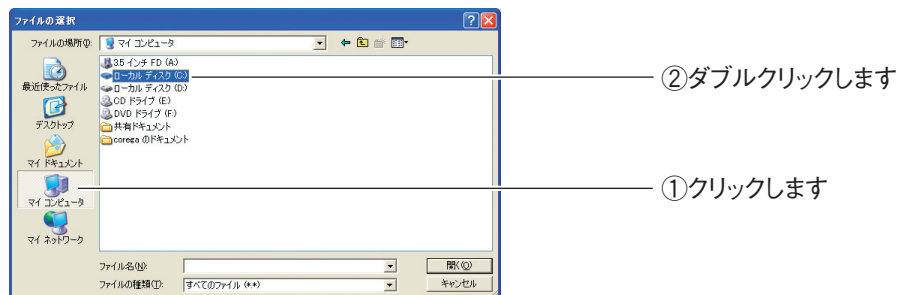 ファイルの選択
ファイルの場所(I):
マイ コンピュータ
3.5 インチ FD (A:)
ローカル ディスク (C:)
ローカル ディスク (D:)
CD ドライブ (E:)
DVD ドライブ (F:)
共有ドキュメント
corega のドキュメント
最近使ったファイル
デスクトップ
マイ ドキュメント
マイ コンピュータ
マイ ネットワーク
ファイル名(N):
開く(O)
ファイルの種類(T):
すべてのファイル (*.*)
キャンセル
②ダブルクリックします
①クリックします